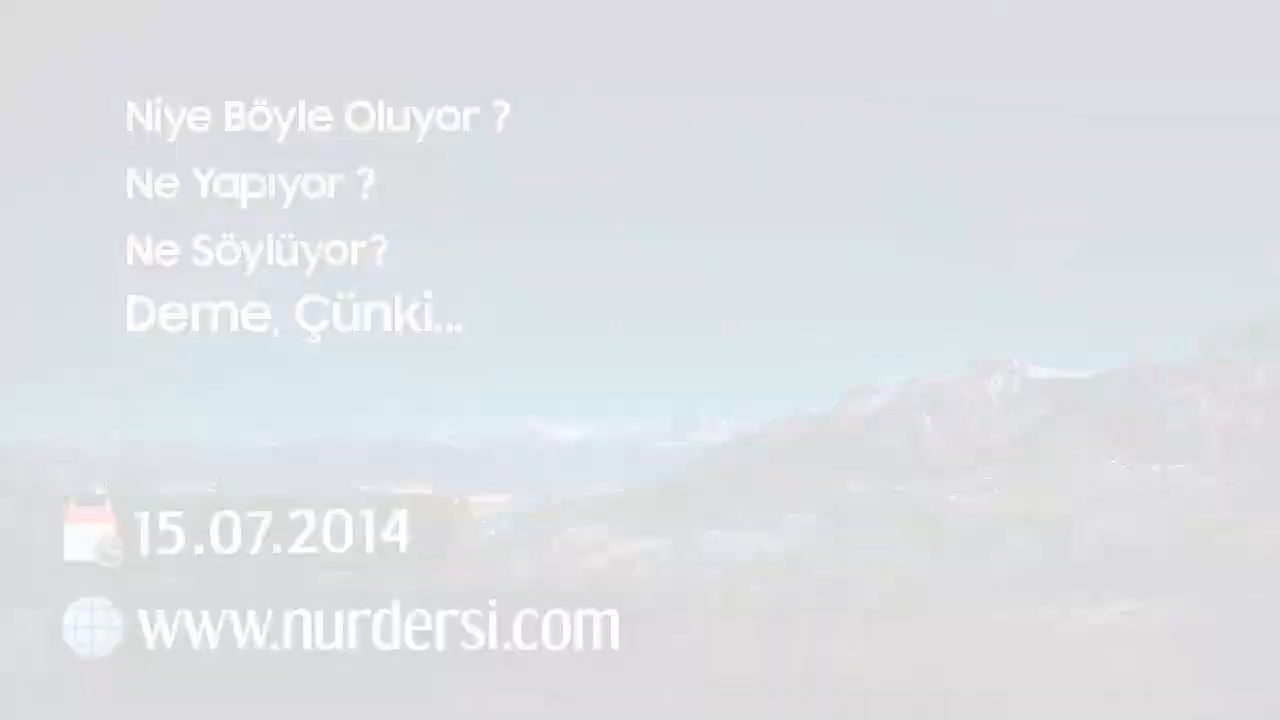 Niye Böyle Oluyor ?
Ne Yapıyor ?
Ne Söylüyor?
Deme, Çünki...
15.07.2014
www.nurdersi.com